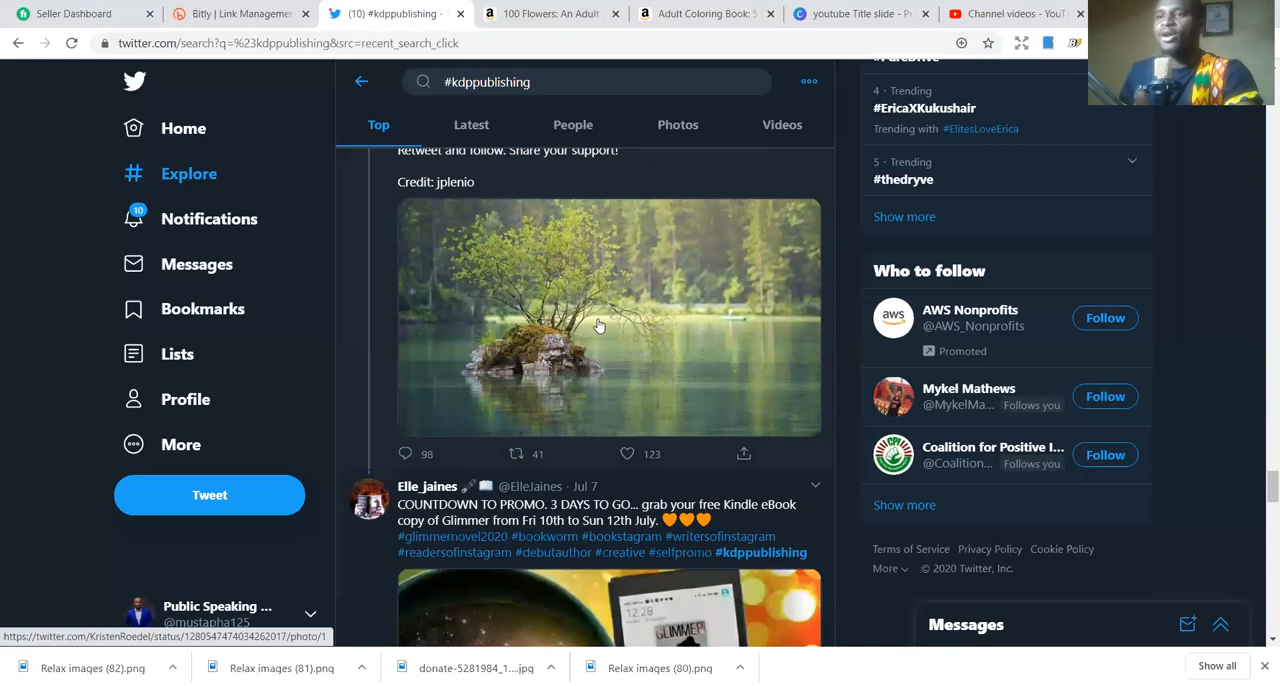 Seller Dashboard
Bitly | Link Managemen
(10) #kdppublishing -
100 Flowers: An Adult
Adult Coloring Book: 5
youtube Title slide - P
Channel videos - YouT
twitter.com/search?q=%23kdppublishing&src=recent_search_click
#kdppublishing
Top
Latest
People
Photos
Videos
Home
Explore
10
Notifications
Messages
Bookmarks
Lists
Profile
More
Tweet
Public Speaking ...
@mustapha125
Retweet and follow. Share your support!
Credit: jplenio
98
41
123
Elle_jaines @ElleJaines · Jul 7
COUNTDOWN TO PROMO. 3 DAYS TO GO... grab your free Kindle eBook
copy of Glimmer from Fri 10th to Sun 12th July.
#glimmernovel2020 #bookworm #bookstagram #writersofinstagram
#readersofinstagram #debutauthor #creative #selfpromo #kdppublishing
12:28
GLIMMER
4 · Trending
#EricaXKukushair
Trending with #ElitesLoveErica
5 · Trending
#thedryve
Show more
Who to follow
aws
AWS Nonprofits
@AWS_Nonprofits
Promoted
Follow
Mykel Mathews
@MykelMa... Follows you
Follow
CPI
Coalition for Positive I...
@Coalition... Follows you
Follow
Show more
Terms of Service Privacy Policy Cookie Policy
More © 2020 Twitter, Inc.
Messages
https://twitter.com/KristenRoedel/status/1280547474034262017/photo/1
Relax images (82).png
Relax images (81).png
donate-5281984_1....jpg
Relax images (80).png
Show all